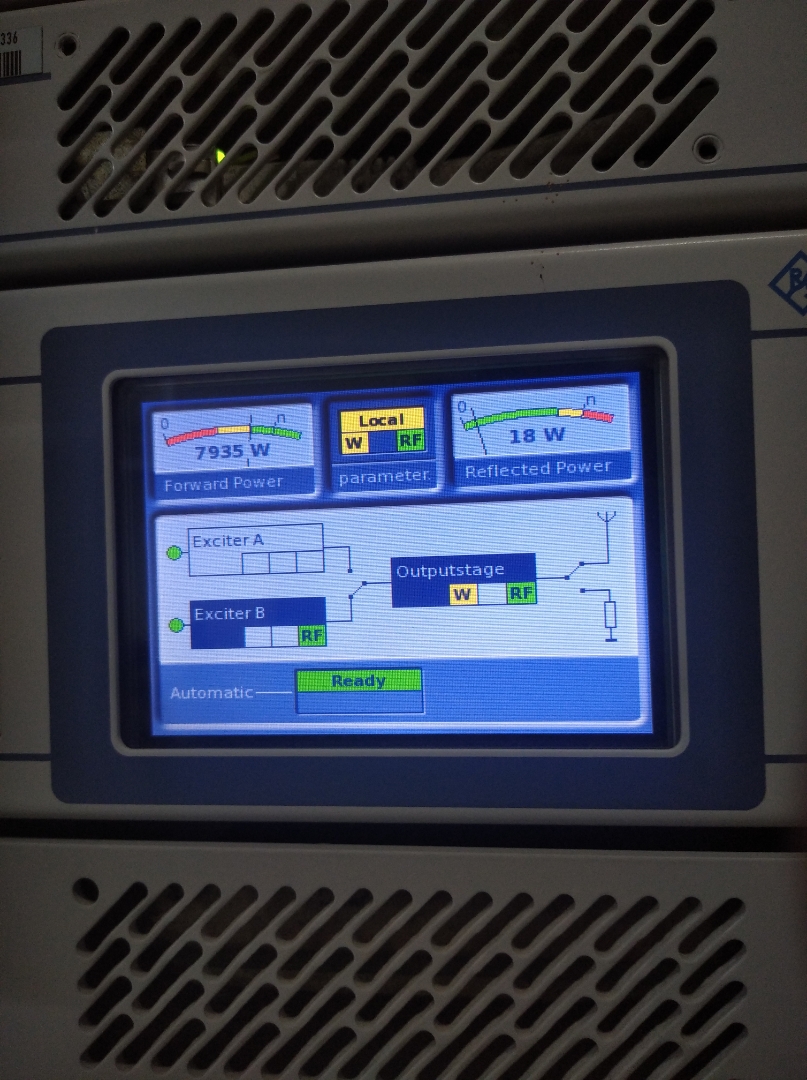 336
0 n
7935 W
Forward Power
Local
W RF
parameter
0 n
18 W
Reflected Power
Exciter A
Outputstage
W RF
Exciter B
RF
Automatic
Ready